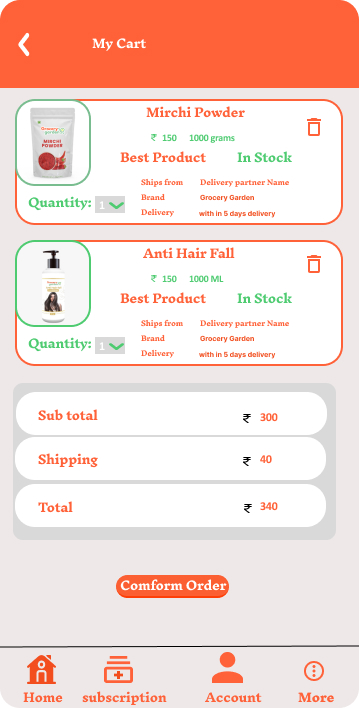 My Cart
Mirchi Powder
₹ 150 1000 grams
Best Product In Stock
Grocery garden
MIRCHI POWDER
Ships from Delivery partner Name
Brand Grocery Garden
Delivery with in 5 days delivery
Quantity: 1
Anti Hair Fall
₹ 150 1000 ML
Best Product In Stock
Ships from Delivery partner Name
Brand Grocery Garden
Delivery with in 5 days delivery
Quantity: 1
Sub total ₹ 300
Shipping ₹ 40
Total ₹ 340
Comform Order
Home subscription Account More